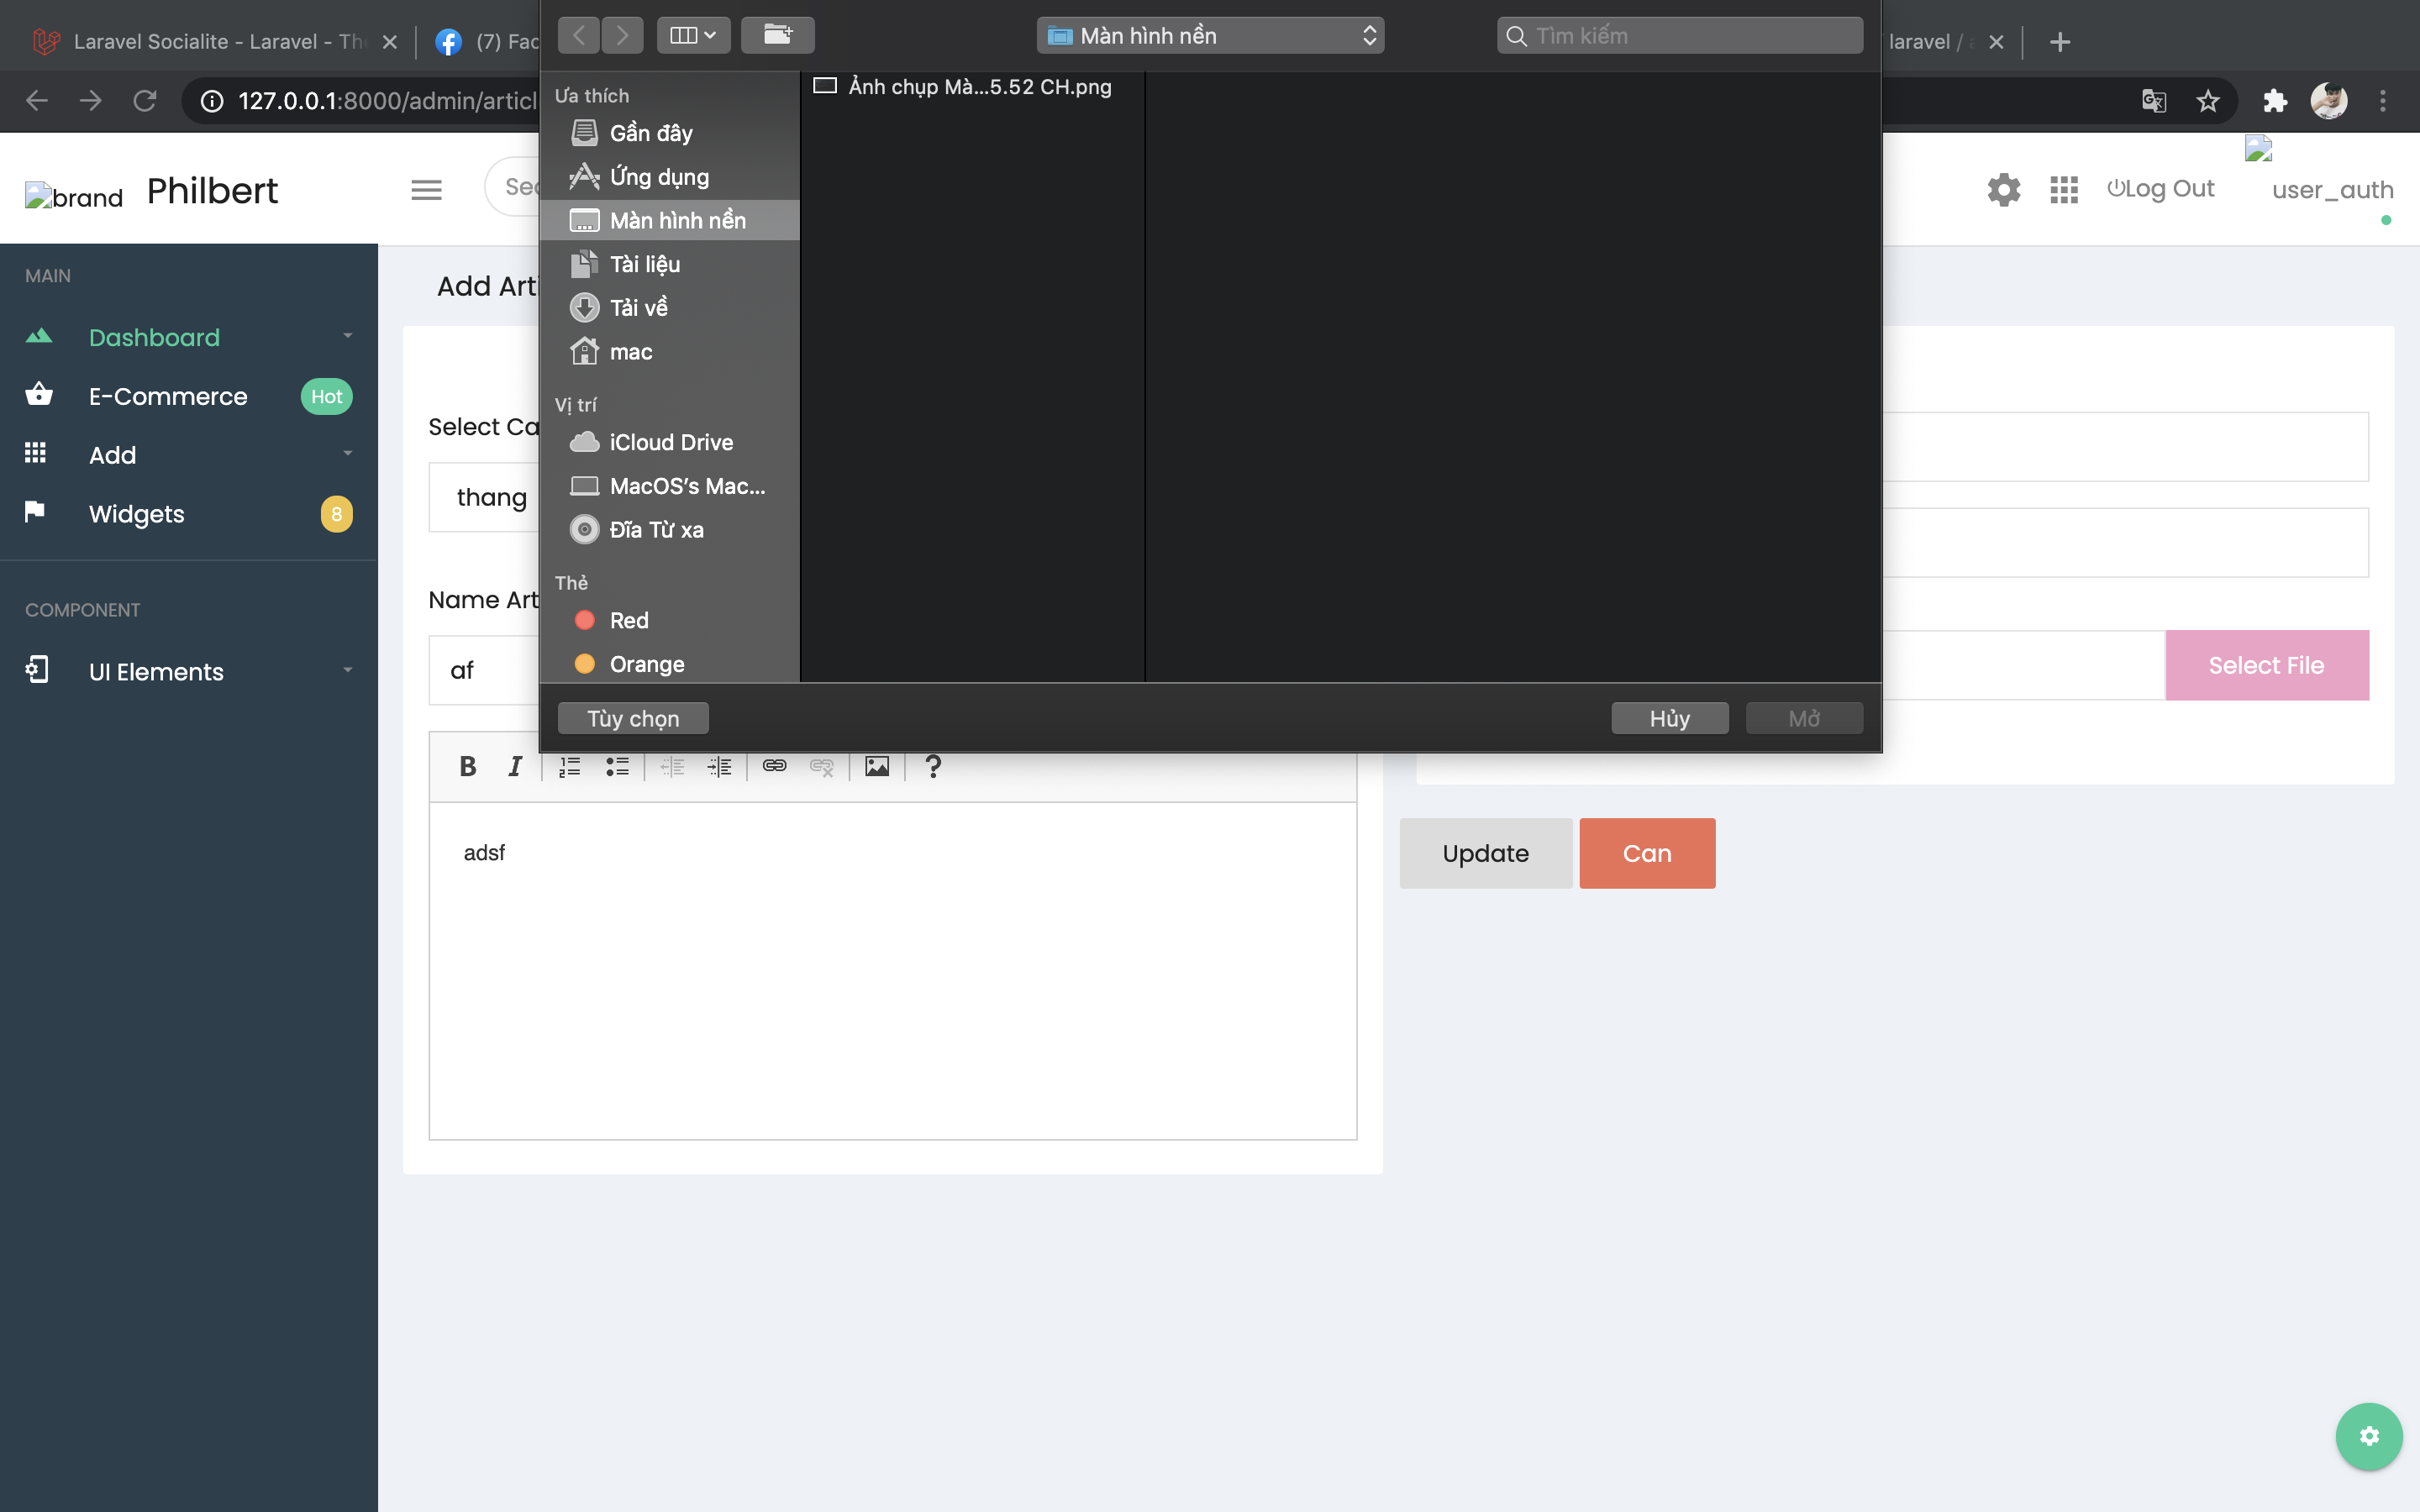 Laravel Socialite - Laravel - The
(7) Fac
laravel / a
127.0.0.1:8000/admin/articl
Màn hình nền
Tìm kiếm
Ưa thích
Gần đây
Ứng dụng
Màn hình nền
Tài liệu
Tải về
mac
Vị trí
iCloud Drive
MacOS's Mac...
Đĩa Từ xa
Thẻ
Red
Orange
Ảnh chụp Mà...5.52 CH.png
Tùy chọn
Hủy
Mở
brand
Philbert
Sea
Log Out
user_auth
MAIN
Dashboard
E-Commerce
Hot
Add
Widgets
8
COMPONENT
UI Elements
Add Arti
Select Ca
thang
Name Art
af
B I ?
adsf
Select File
Update
Can